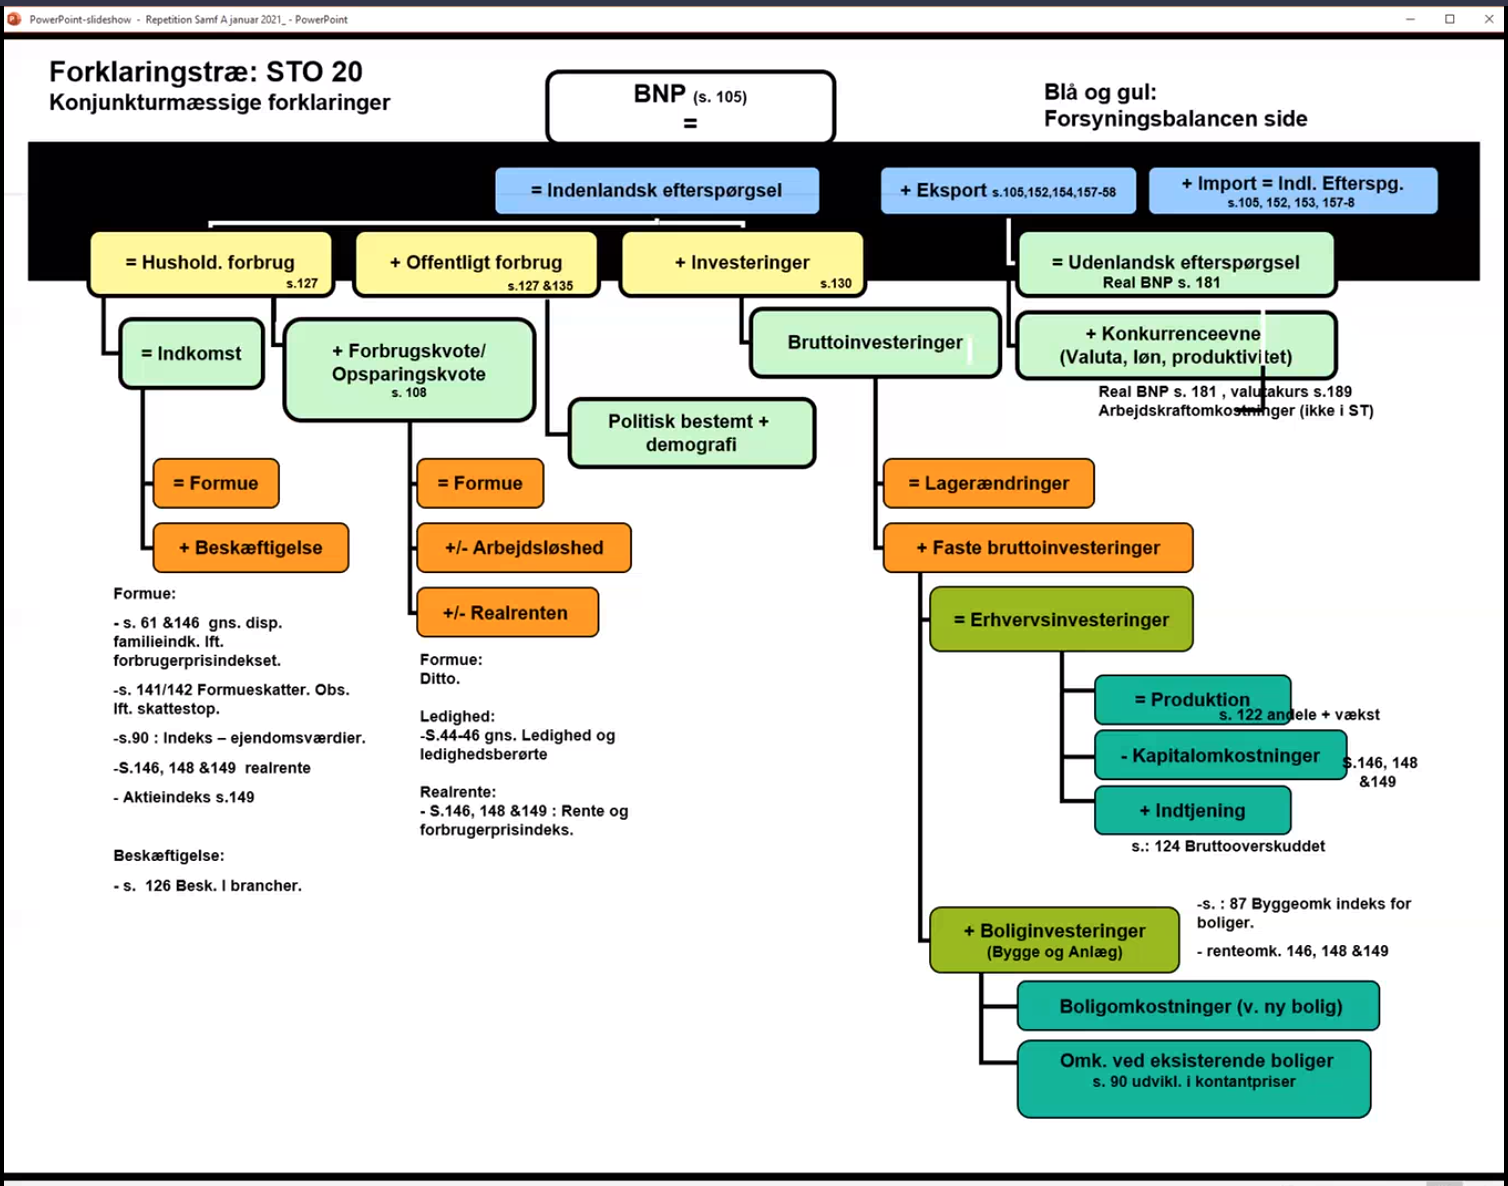 PowerPoint-slideshow - Repetition Samf A januar 2021_ - PowerPoint
Forklaringstræ: STO 20
Konjunkturmæssige forklaringer
BNP (s. 105)
=
Blå og gul:
Forsyningsbalancen side
= Indenlandsk efterspørgsel
+ Eksport s.105,152,154,157-58
+ Import = Indl. Efterspg.
s.105, 152, 153, 157-8
= Hushold. forbrug
s.127
+ Offentligt forbrug
s.127 &135
+ Investeringer
s.130
= Udenlandsk efterspørgsel
Real BNP s. 181
= Indkomst
+ Forbrugskvote/
Opsparingskvote
s. 108
Bruttoinvesteringer
+ Konkurrenceevne
(Valuta, løn, produktivitet)
Real BNP s. 181 , valutakurs s.189
Arbejdskraftomkostninger (ikke i ST)
Politisk bestemt +
demografi
= Formue
+ Beskæftigelse
= Formue
+/- Arbejdsløshed
+/- Realrenten
= Lagerændringer
+ Faste bruttoinvesteringer
= Erhvervsinvesteringer
= Produktion
s. 122 andele + vækst
- Kapitalomkostninger
S.146, 148
&149
+ Indtjening
s.: 124 Bruttooverskuddet
Formue:
- s. 61 &146 gns. disp.
familieindk. Ift.
forbrugerprisindekset.
-s. 141/142 Formueskatter. Obs.
Ift. skattestop.
-s.90 : Indeks – ejendomsværdier.
-S.146, 148 &149 realrente
- Aktieindeks s.149
Beskæftigelse:
- s. 126 Besk. I brancher.
Formue:
Ditto.
Ledighed:
-S.44-46 gns. Ledighed og
ledighedsberørte
Realrente:
- S.146, 148 &149 : Rente og
forbrugerprisindeks.
+ Boliginvesteringer
(Bygge og Anlæg)
-s. : 87 Byggeomk indeks for
boliger.
- renteomk. 146, 148 &149
Boligomkostninger (v. ny bolig)
Omk. ved eksisterende boliger
s. 90 udvikl. i kontantpriser